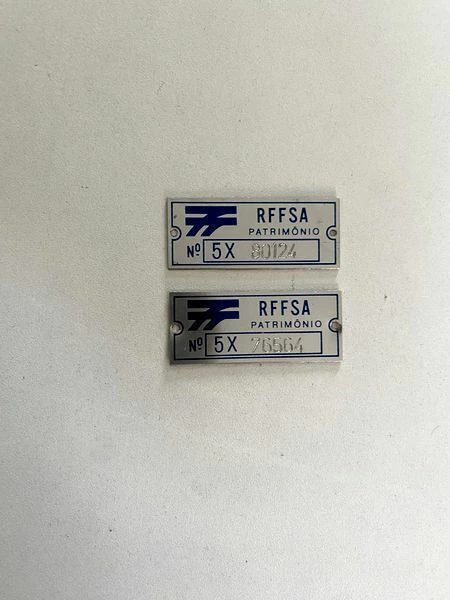 RFFSA
PATRIMÔNIO
Nº 5X 80124
RFFSA
PATRIMÔNIO
Nº 5X 76564